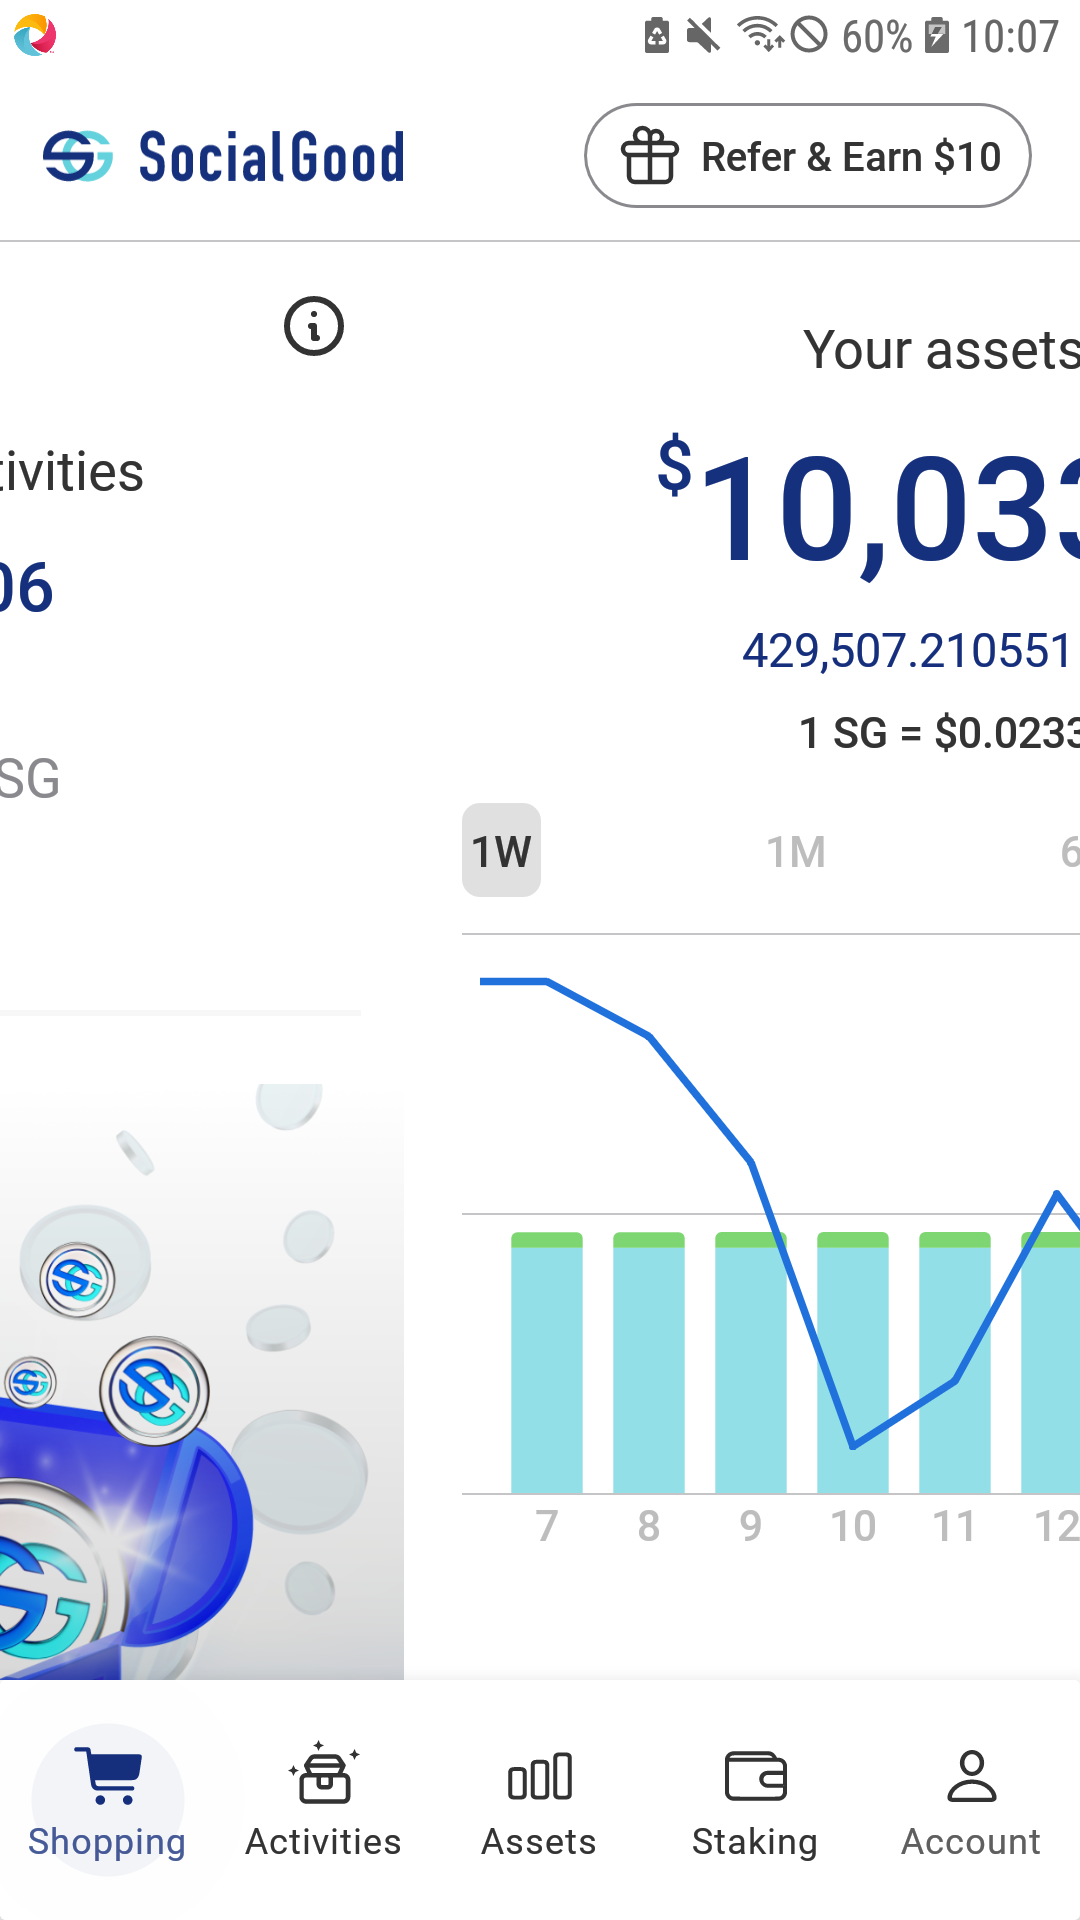 60% 10:07
SocialGood
Refer & Earn $10
Your assets
tivities
$10,033
06
429,507.210551
1 SG = $0.0233
SG
1W 1M 6
7 8 9 10 11 12
Shopping Activities Assets Staking Account